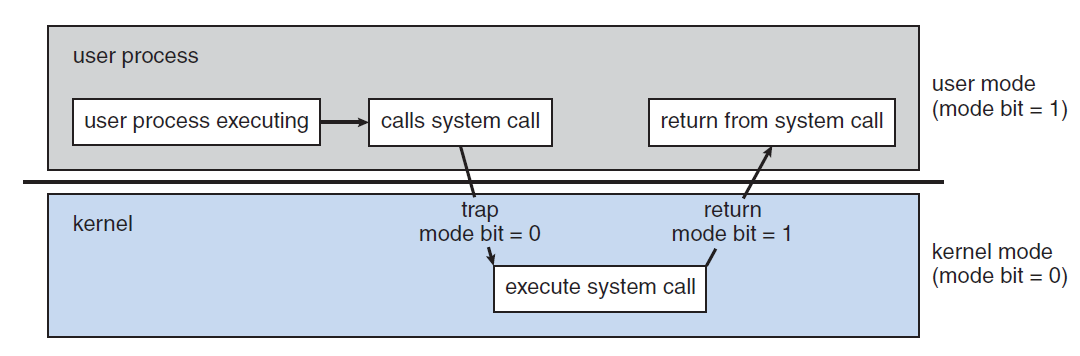 user process
user process executing
calls system call
return from system call
user mode
(mode bit = 1)
kernel
trap
mode bit = 0
return
mode bit = 1
kernel mode
(mode bit = 0)
execute system call